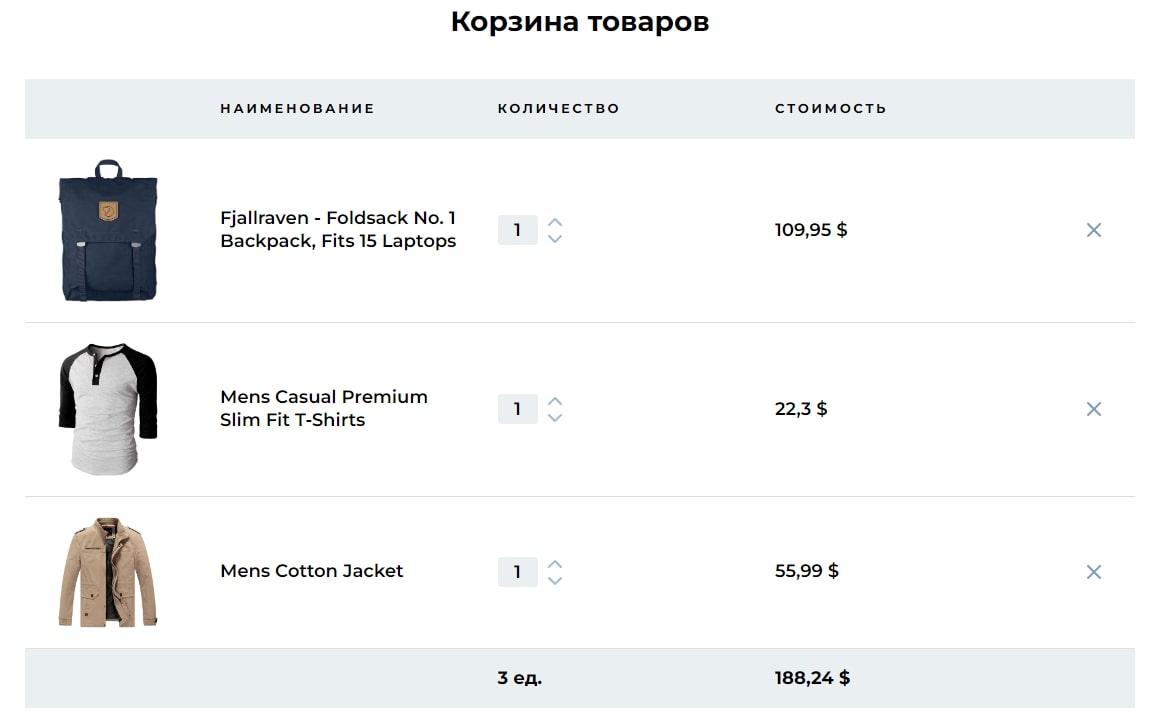 Корзина товаров
НАИМЕНОВАНИЕ КОЛИЧЕСТВО СТОИМОСТЬ
Fjallraven - Foldsack No. 1
Backpack, Fits 15 Laptops
1
109,95 $
Mens Casual Premium
Slim Fit T-Shirts
1
22,3 $
Mens Cotton Jacket
1
55,99 $
3 ед.
188,24 $